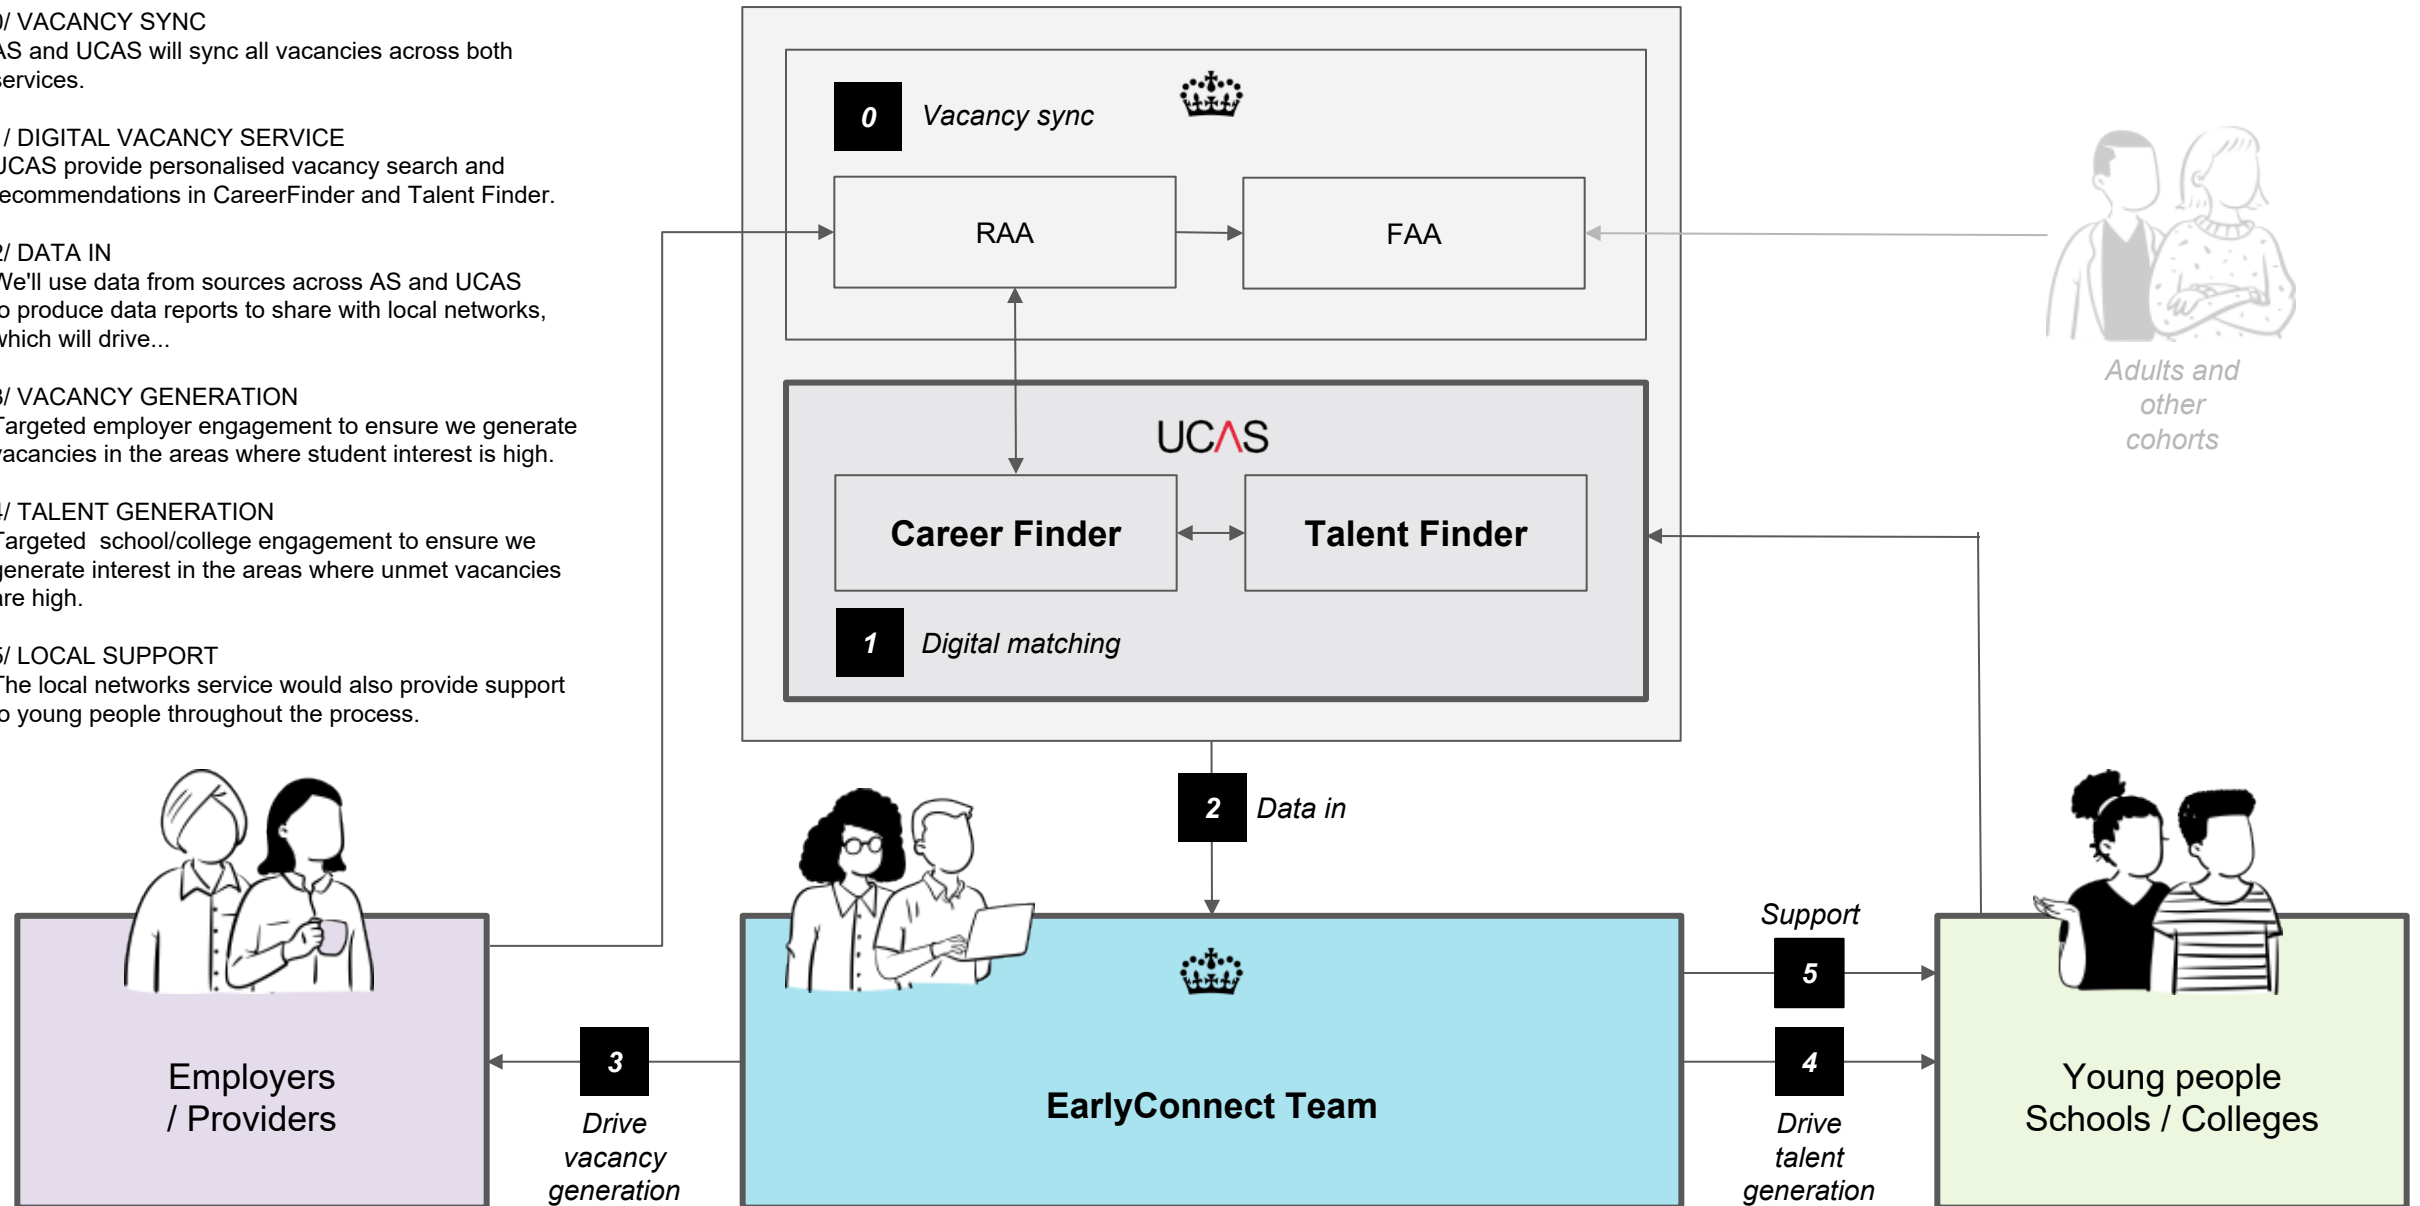 0/ VACANCY SYNC
AS and UCAS will sync all vacancies across both
services.
/ DIGITAL VACANCY SERVICE
UCAS provide personalised vacancy search and
recommendations in CareerFinder and Talent Finder.
2/ DATA IN
We'll use data from sources across AS and UCAS
to produce data reports to share with local networks,
which will drive...
3/ VACANCY GENERATION
Targeted employer engagement to ensure we generate
vacancies in the areas where student interest is high.
4/ TALENT GENERATION
Targeted  school/college engagement to ensure we
generate interest in the areas where unmet vacancies
are high.
5/ LOCAL SUPPORT
The local networks service would also provide support
to young people throughout the process.
0 Vacancy sync
RAA
FAA
Adults and
other
cohorts
UCAS
Career Finder
Talent Finder
1 Digital matching
2 Data in
Employers
/ Providers
3
Drive
vacancy
generation
EarlyConnect Team
Support
5
4
Drive
talent
generation
Young people
Schools / Colleges